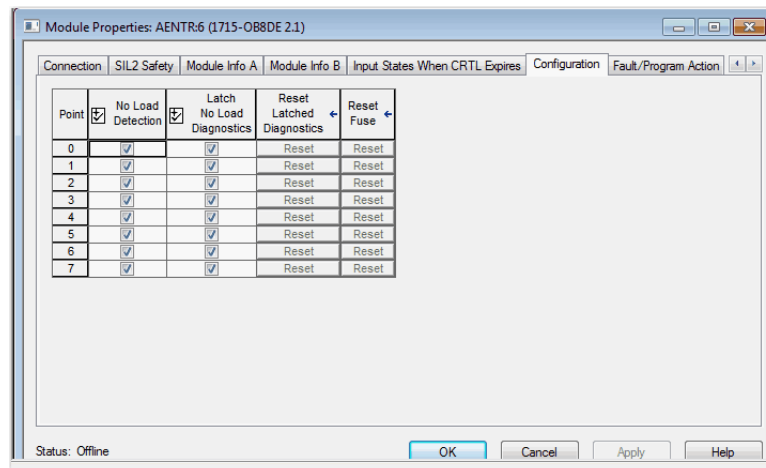 Module Properties: AENTR:6 (1715-OB8DE 2.1)
Connection SIL2 Safety Module Info A Module Info B Input States When CRTL Expires Configuration Fault/Program Action
Point No Load Detection Latch No Load Diagnostics Reset Latched Diagnostics Reset Fuse
0 Reset Reset
1 Reset Reset
2 Reset Reset
3 Reset Reset
4 Reset Reset
5 Reset Reset
6 Reset Reset
7 Reset Reset
Status: Offline OK Cancel Apply Help